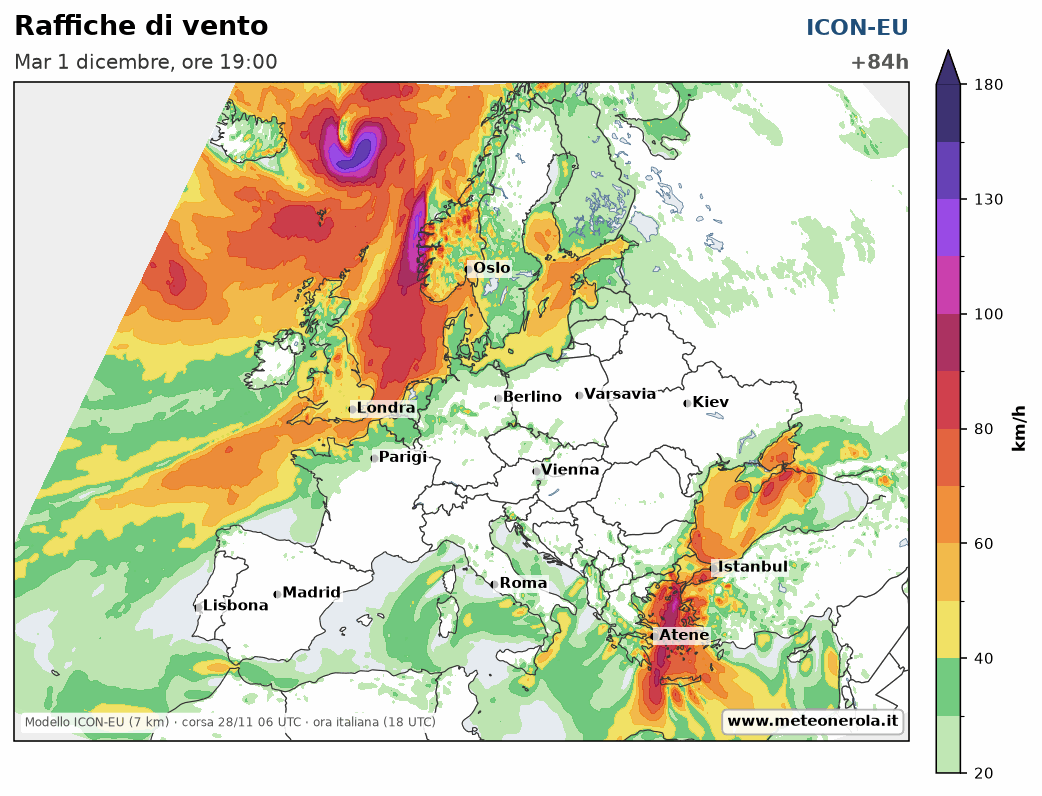 Raffiche di vento
ICON-EU
Mar 1 dicembre, ore 19:00
+84h
180
130
100
80
60
40
20
km/h
Oslo
Londra
Berlino
Varsavia
Kiev
Parigi
Vienna
Istanbul
Roma
Madrid
Lisbona
Atene
Modello ICON-EU (7 km) · corsa 28/11 06 UTC · ora italiana (18 UTC)
www.meteonerola.it